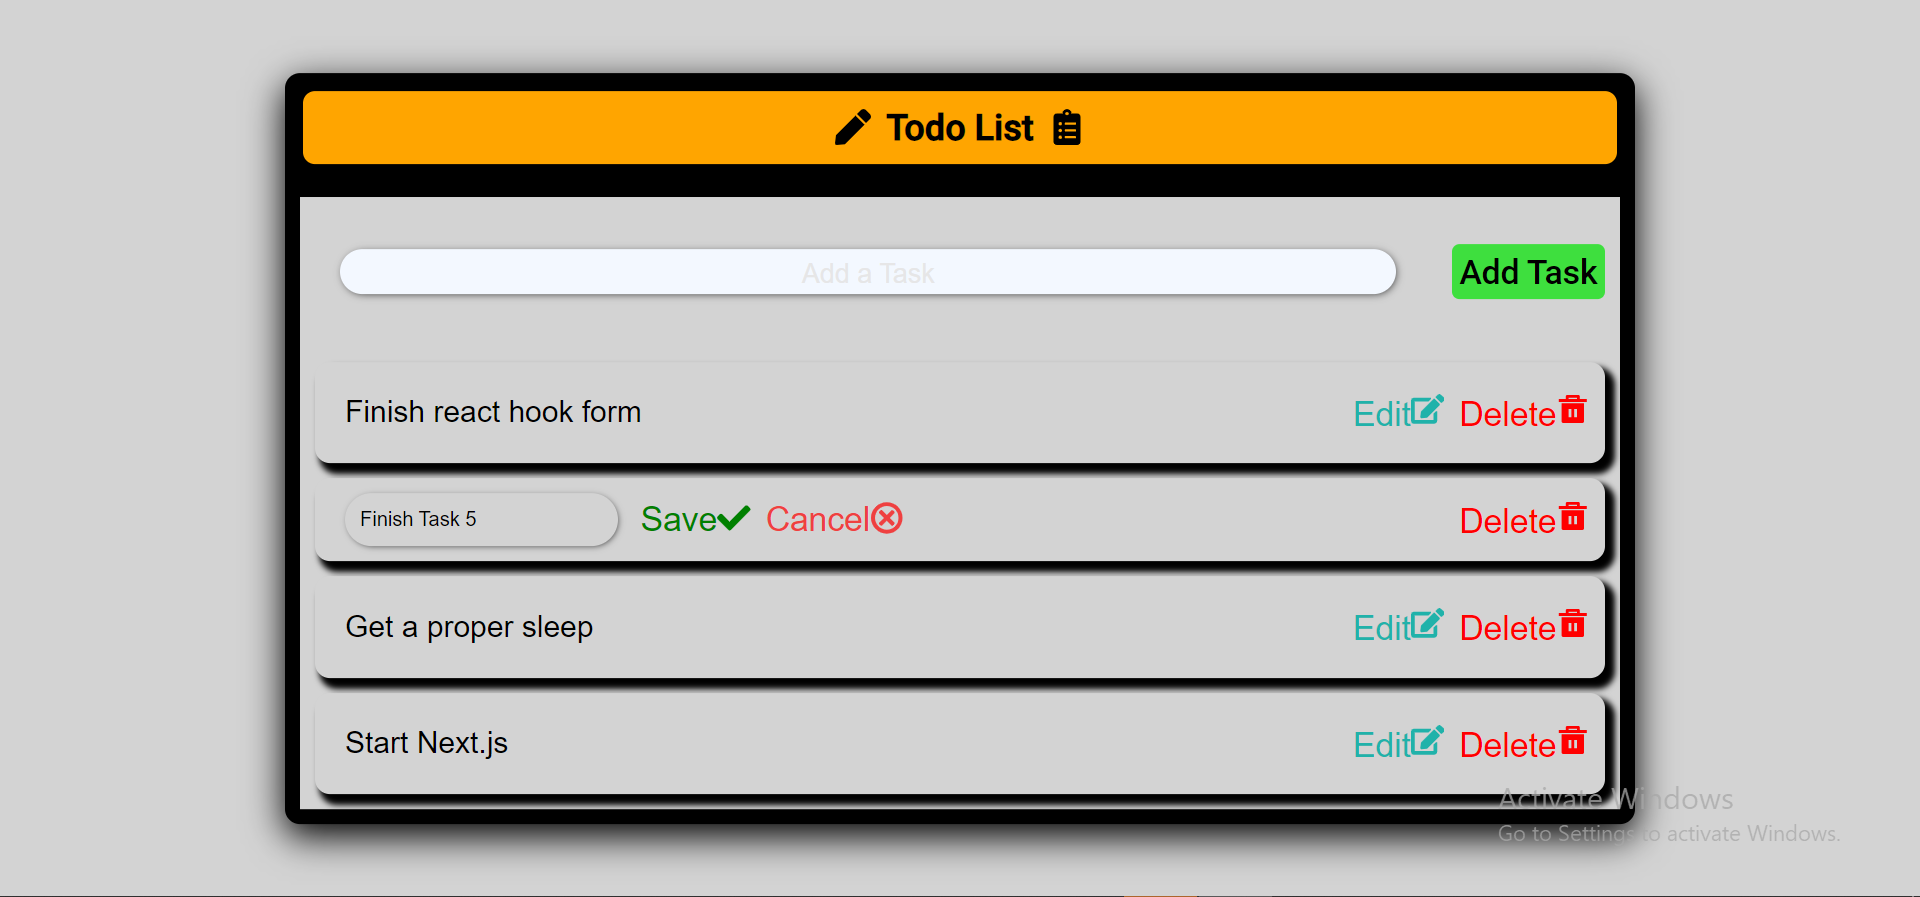 Todo List
Add a Task
Add Task
Finish react hook form
Edit Delete
Finish Task 5 Save Cancel Delete
Get a proper sleep
Edit Delete
Start Next.js
Edit Delete
Activate Windows
Go to Settings to activate Windows.